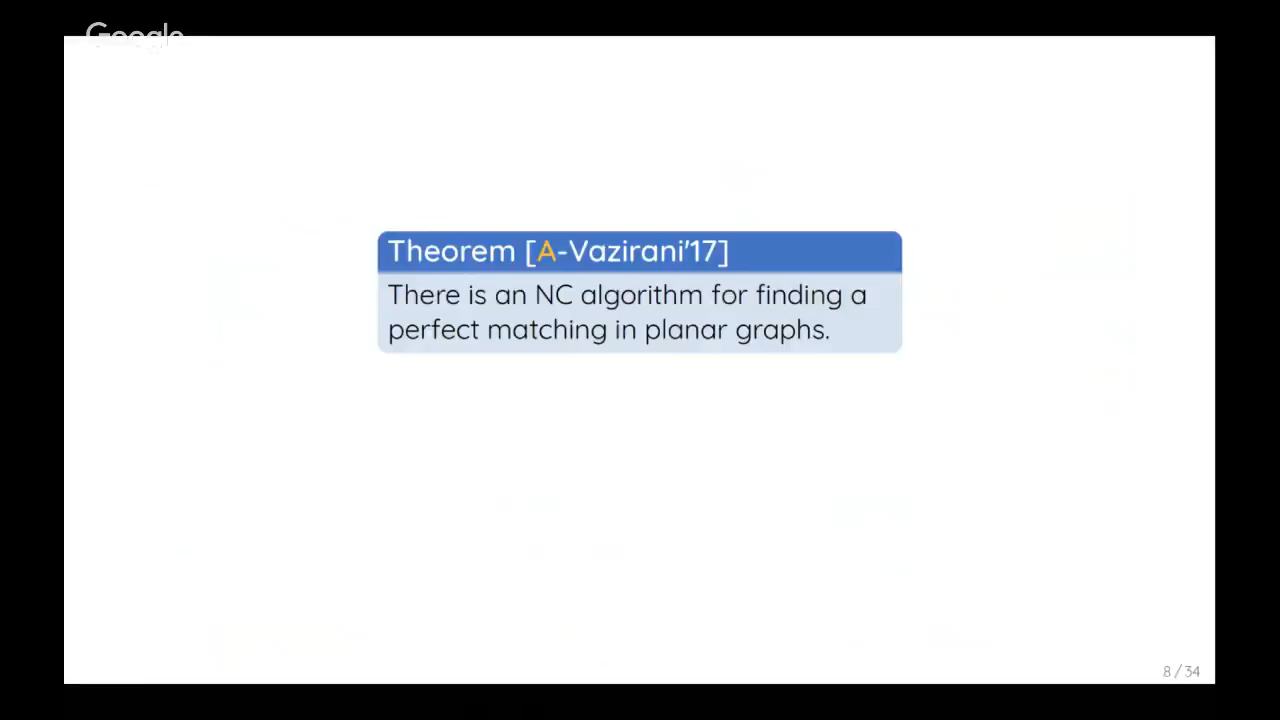 Google
Theorem [A-Vazirani'17]
There is an NC algorithm for finding a
perfect matching in planar graphs.
8 / 34